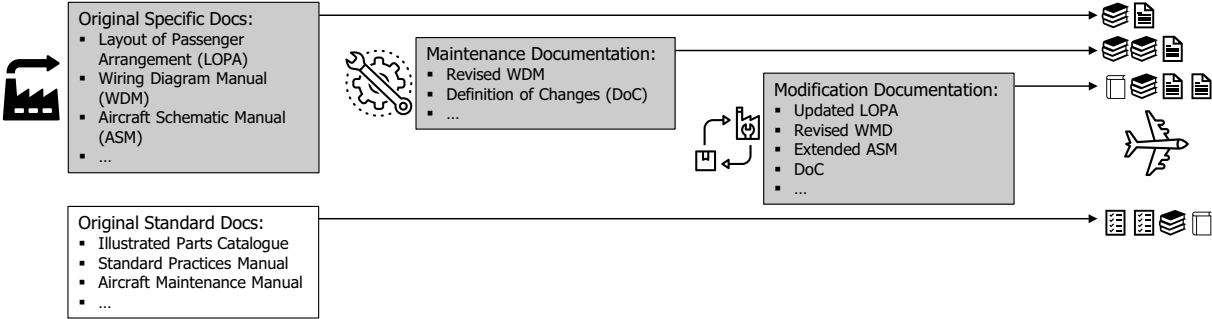 Original Specific Docs:
▪ Layout of Passenger
Arrangement (LOPA)
▪ Wiring Diagram Manual
(WDM)
▪ Aircraft Schematic Manual
(ASM)
▪ ...
Maintenance Documentation:
▪ Revised WDM
▪ Definition of Changes (DoC)
▪ ...
Modification Documentation:
▪ Updated LOPA
▪ Revised WMD
▪ Extended ASM
▪ DoC
▪ ...
Original Standard Docs:
▪ Illustrated Parts Catalogue
▪ Standard Practices Manual
▪ Aircraft Maintenance Manual
▪ ...